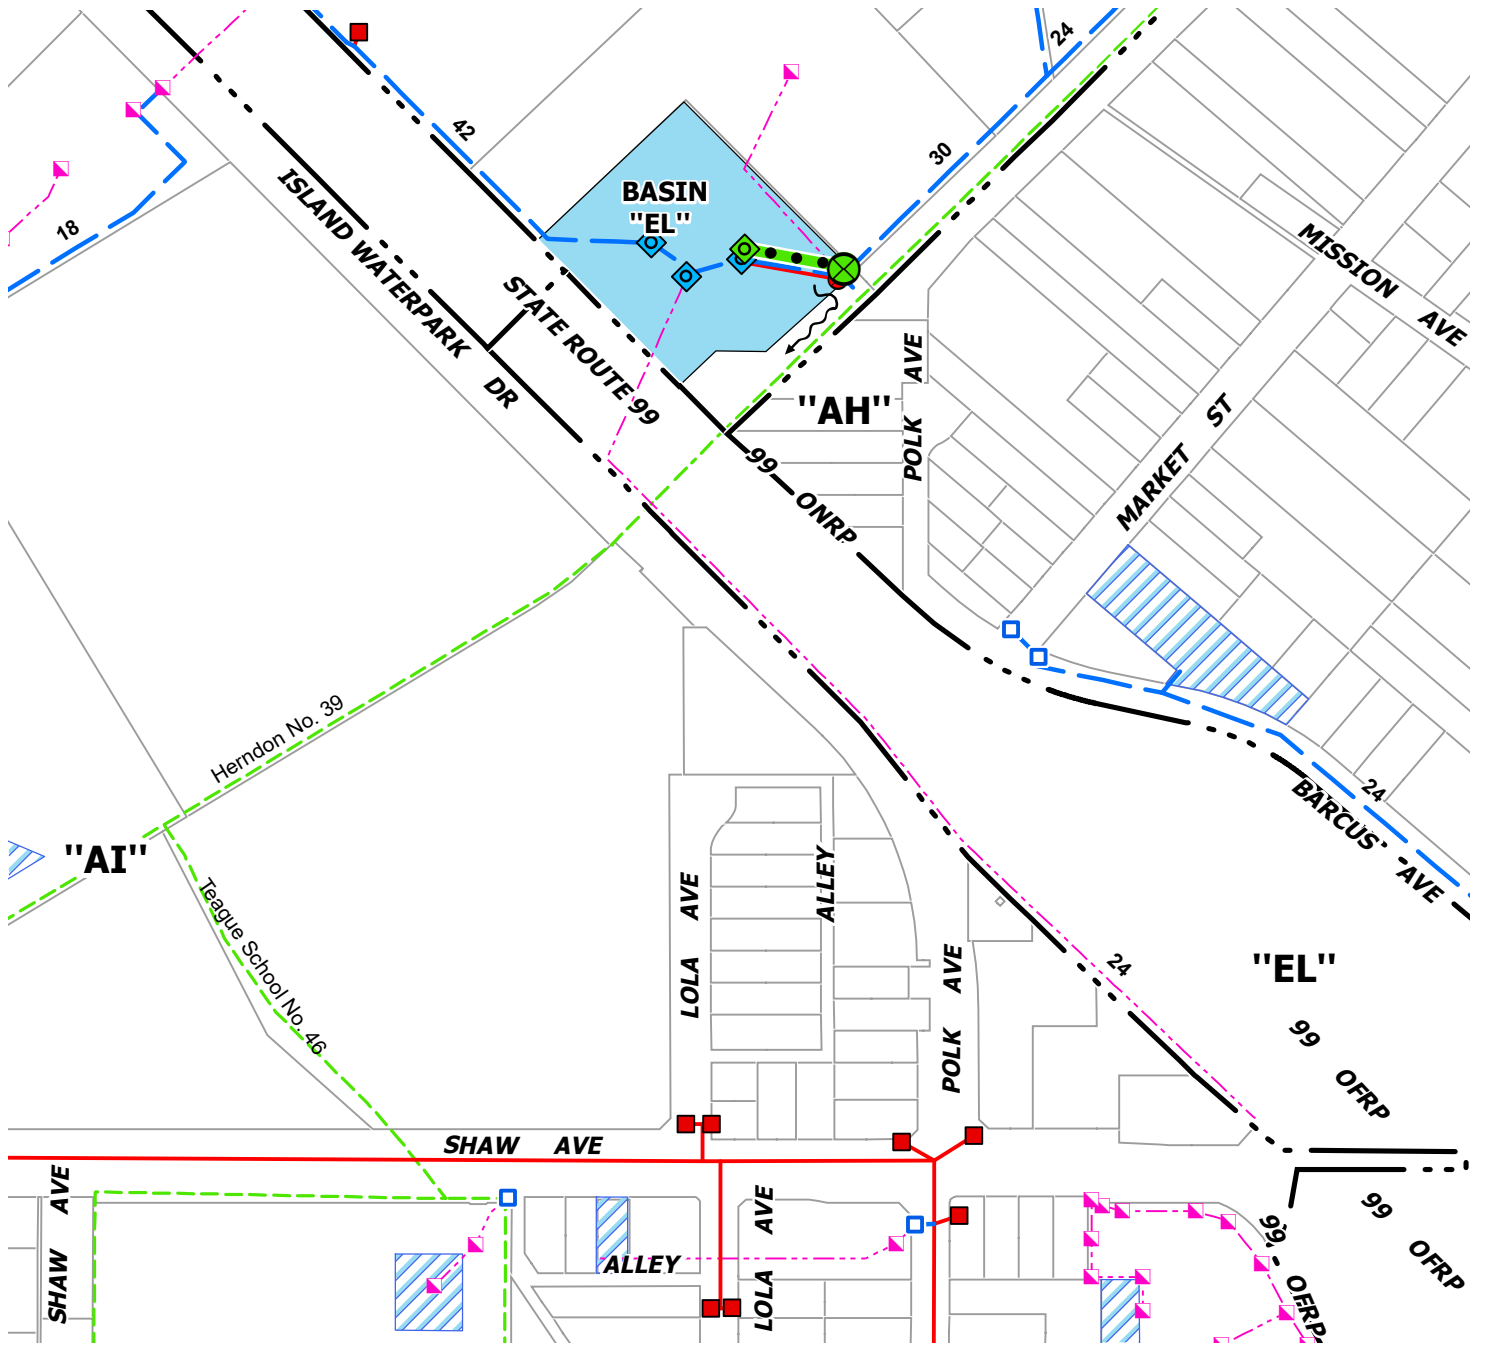 24
42
30
BASIN
"EL"
18
ISLAND WATERPARK DR
STATE ROUTE 99
MISSION AVE
POLK AVE
"AH"
MARKET ST
99 ONRP
Herndon No. 39
24
BARCUS AVE
"AI"
Teague School No. 46
LOLA AVE
ALLEY
POLK AVE
24
"EL"
99 OFRP
SHAW AVE
SHAW AVE
LOLA AVE
ALLEY
99 OFRP
99 OFRP